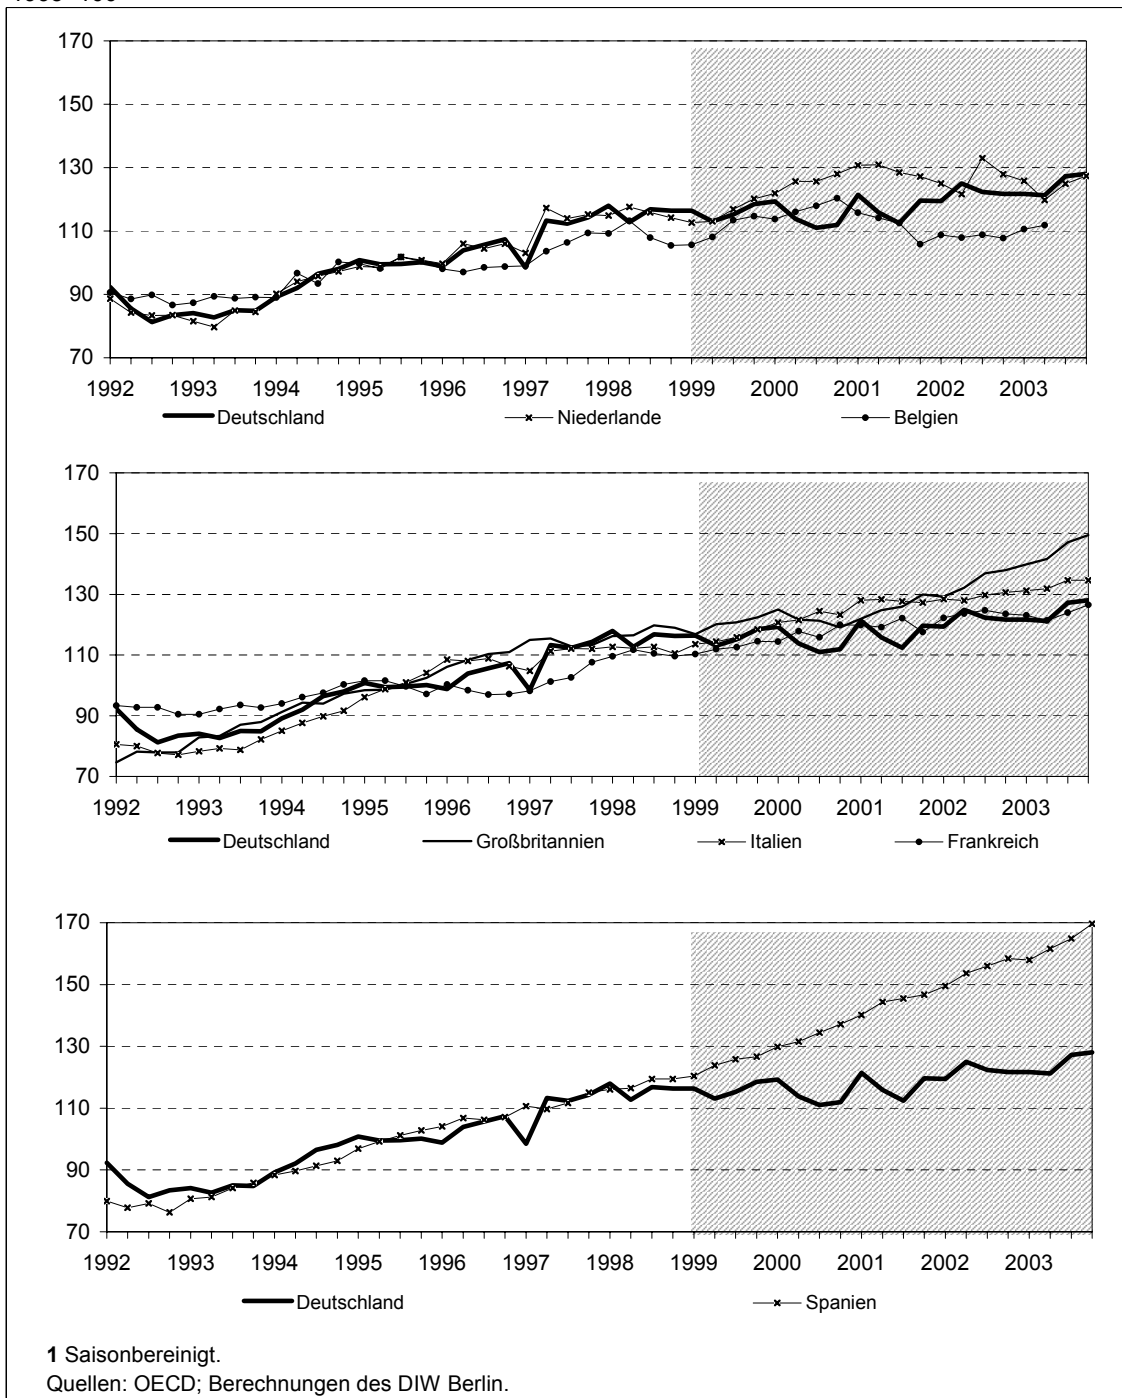 170
150
130
110
90
70
1992 1993 1994 1995 1996 1997 1998 1999 2000 2001 2002 2003
Deutschland Niederlande Belgien
170
150
130
110
90
70
1992 1993 1994 1995 1996 1997 1998 1999 2000 2001 2002 2003
Deutschland Großbritannien Italien Frankreich
170
150
130
110
90
70
1992 1993 1994 1995 1996 1997 1998 1999 2000 2001 2002 2003
Deutschland Spanien
1 Saisonbereinigt.
Quellen: OECD; Berechnungen des DIW Berlin.